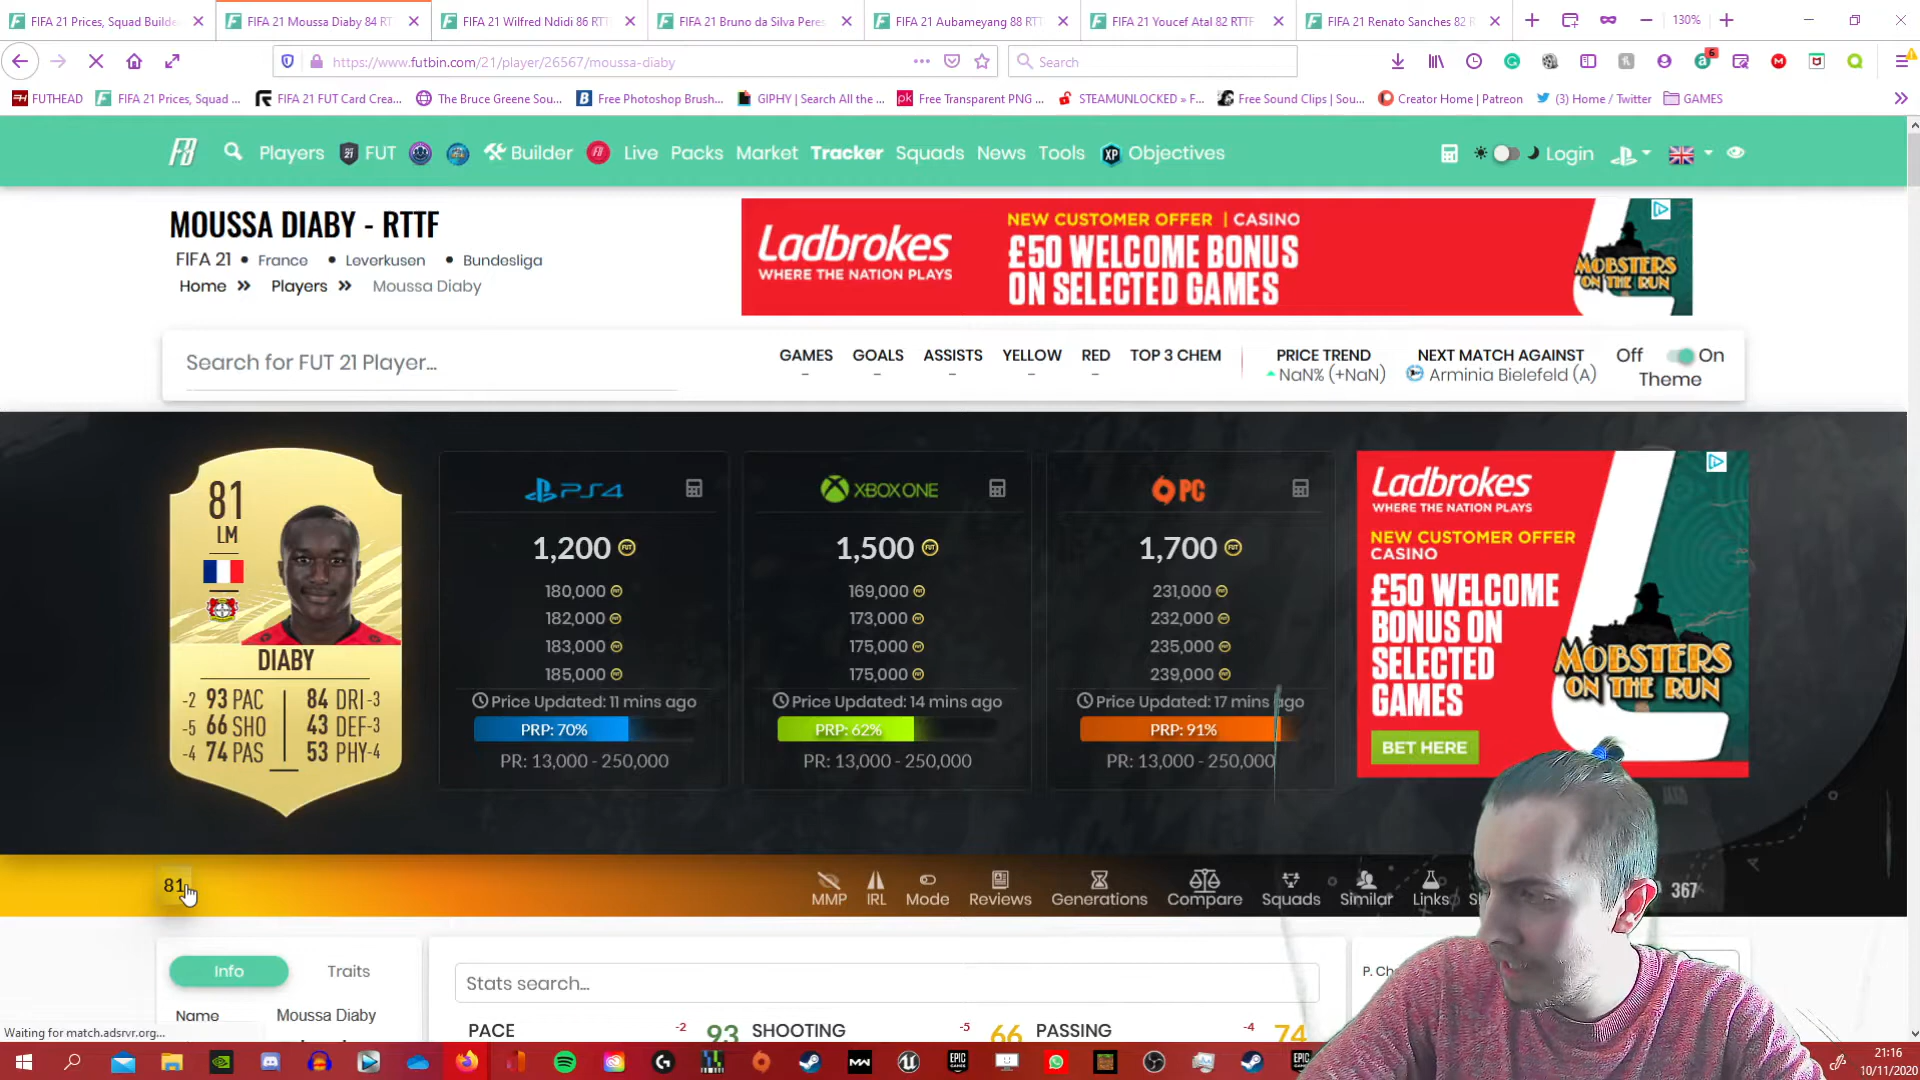 FIFA 21 Prices, Squad Builde
FIFA 21 Moussa Diaby 84 RT
FIFA 21 Wilfred Ndidi 86 RT
FIFA 21 Bruno da Silva Peres
FIFA 21 Aubameyang 88 RTT
FIFA 21 Youcef Atal 82 RTTF
FIFA 21 Renato Sanches 82 R
130%
https://www.futbin.com/21/player/26567/moussa-diaby
Search
6
FUTHEAD
FIFA 21 Prices, Squad ...
FIFA 21 FUT Card Crea...
The Bruce Greene Sou...
Free Photoshop Brush...
GIPHY | Search All the ...
Free Transparent PNG ...
STEAMUNLOCKED » F...
Free Sound Clips | Sou...
Creator Home | Patreon
(3) Home / Twitter
GAMES
Players
FUT
Builder
Live
Packs
Market
Tracker
Squads
News
Tools
XP
Objectives
Login
MOUSSA DIABY - RTTF
FIFA 21 • France • Leverkusen • Bundesliga
Home » Players » Moussa Diaby
Ladbrokes
WHERE THE NATION PLAYS
NEW CUSTOMER OFFER | CASINO
£50 WELCOME BONUS
ON SELECTED GAMES
MOBSTERS
ON THE RUN
Search for FUT 21 Player...
GAMES GOALS ASSISTS YELLOW RED TOP 3 CHEM
- - - - - -
PRICE TREND
NaN% (+NaN)
NEXT MATCH AGAINST
Arminia Bielefeld (A)
Off On
Theme
81
LM
DIABY
-2 93 PAC 84 DRI -3
-5 66 SHO 43 DEF -3
-4 74 PAS 53 PHY -4
PS4
1,200
180,000
182,000
183,000
185,000
Price Updated: 11 mins ago
PRP: 70%
PR: 13,000 - 250,000
XBOX ONE
1,500
169,000
173,000
175,000
175,000
Price Updated: 14 mins ago
PRP: 62%
PR: 13,000 - 250,000
PC
1,700
231,000
232,000
235,000
239,000
Price Updated: 17 mins ago
PRP: 91%
PR: 13,000 - 250,000
Ladbrokes
WHERE THE NATION PLAYS
NEW CUSTOMER OFFER
CASINO
£50 WELCOME
BONUS ON
SELECTED
GAMES
BET HERE
MOBSTERS
ON THE RUN
81
MMP
IRL
Mode
Reviews
Generations
Compare
Squads
Similar
Links
367
Info
Traits
Name
Moussa Diaby
Stats search...
PACE -2 93
SHOOTING -5 66
PASSING -4 74
Waiting for match.adsrvr.org...
21:16
10/11/2020